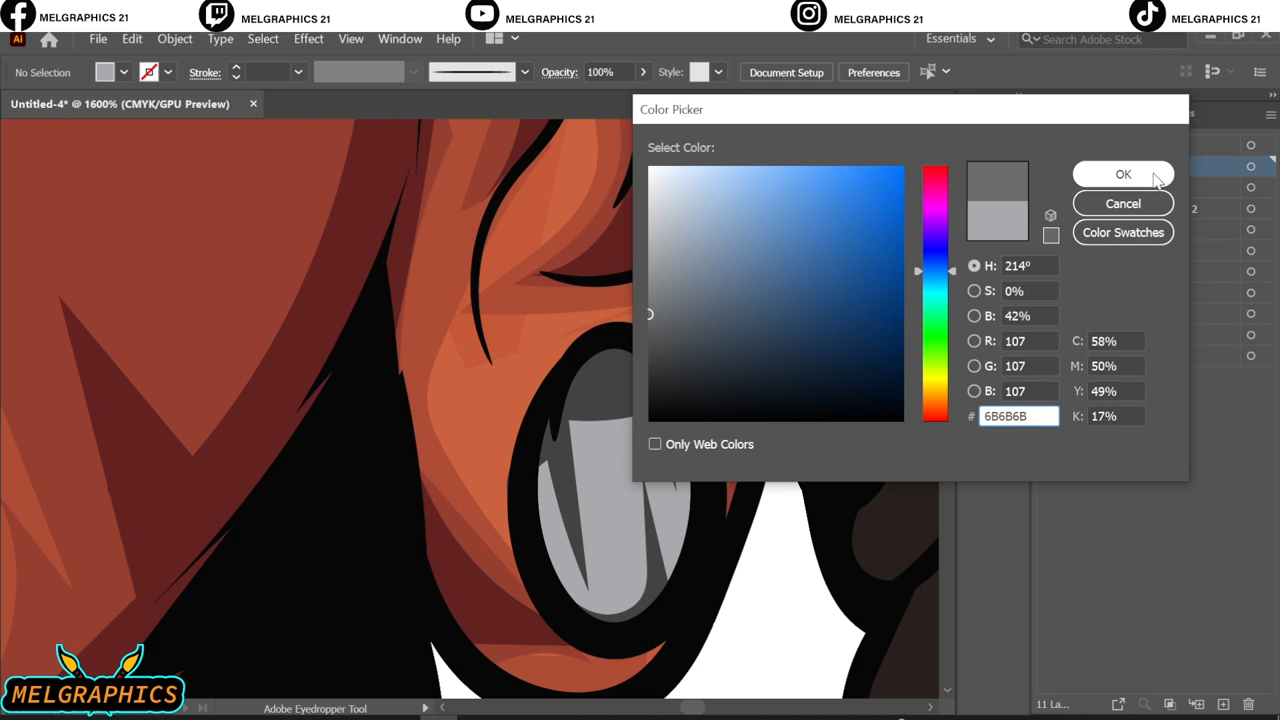 MELGRAPHICS 21 MELGRAPHICS 21 MELGRAPHICS 21 MELGRAPHICS 21 MELGRAPHICS 21
Ai File Edit Object Type Select Effect View Window Help Essentials Search Adobe Stock
No Selection Stroke: Opacity: 100% Style: Document Setup Preferences
Untitled-4* @ 1600% (CMYK/GPU Preview)
Color Picker
Select Color:
OK
Cancel
Color Swatches
H: 214°
S: 0%
B: 42%
R: 107 C: 58%
G: 107 M: 50%
B: 107 Y: 49%
# 6B6B6B K: 17%
Only Web Colors
2
MELGRAPHICS
Adobe Eyedropper Tool
11 La...